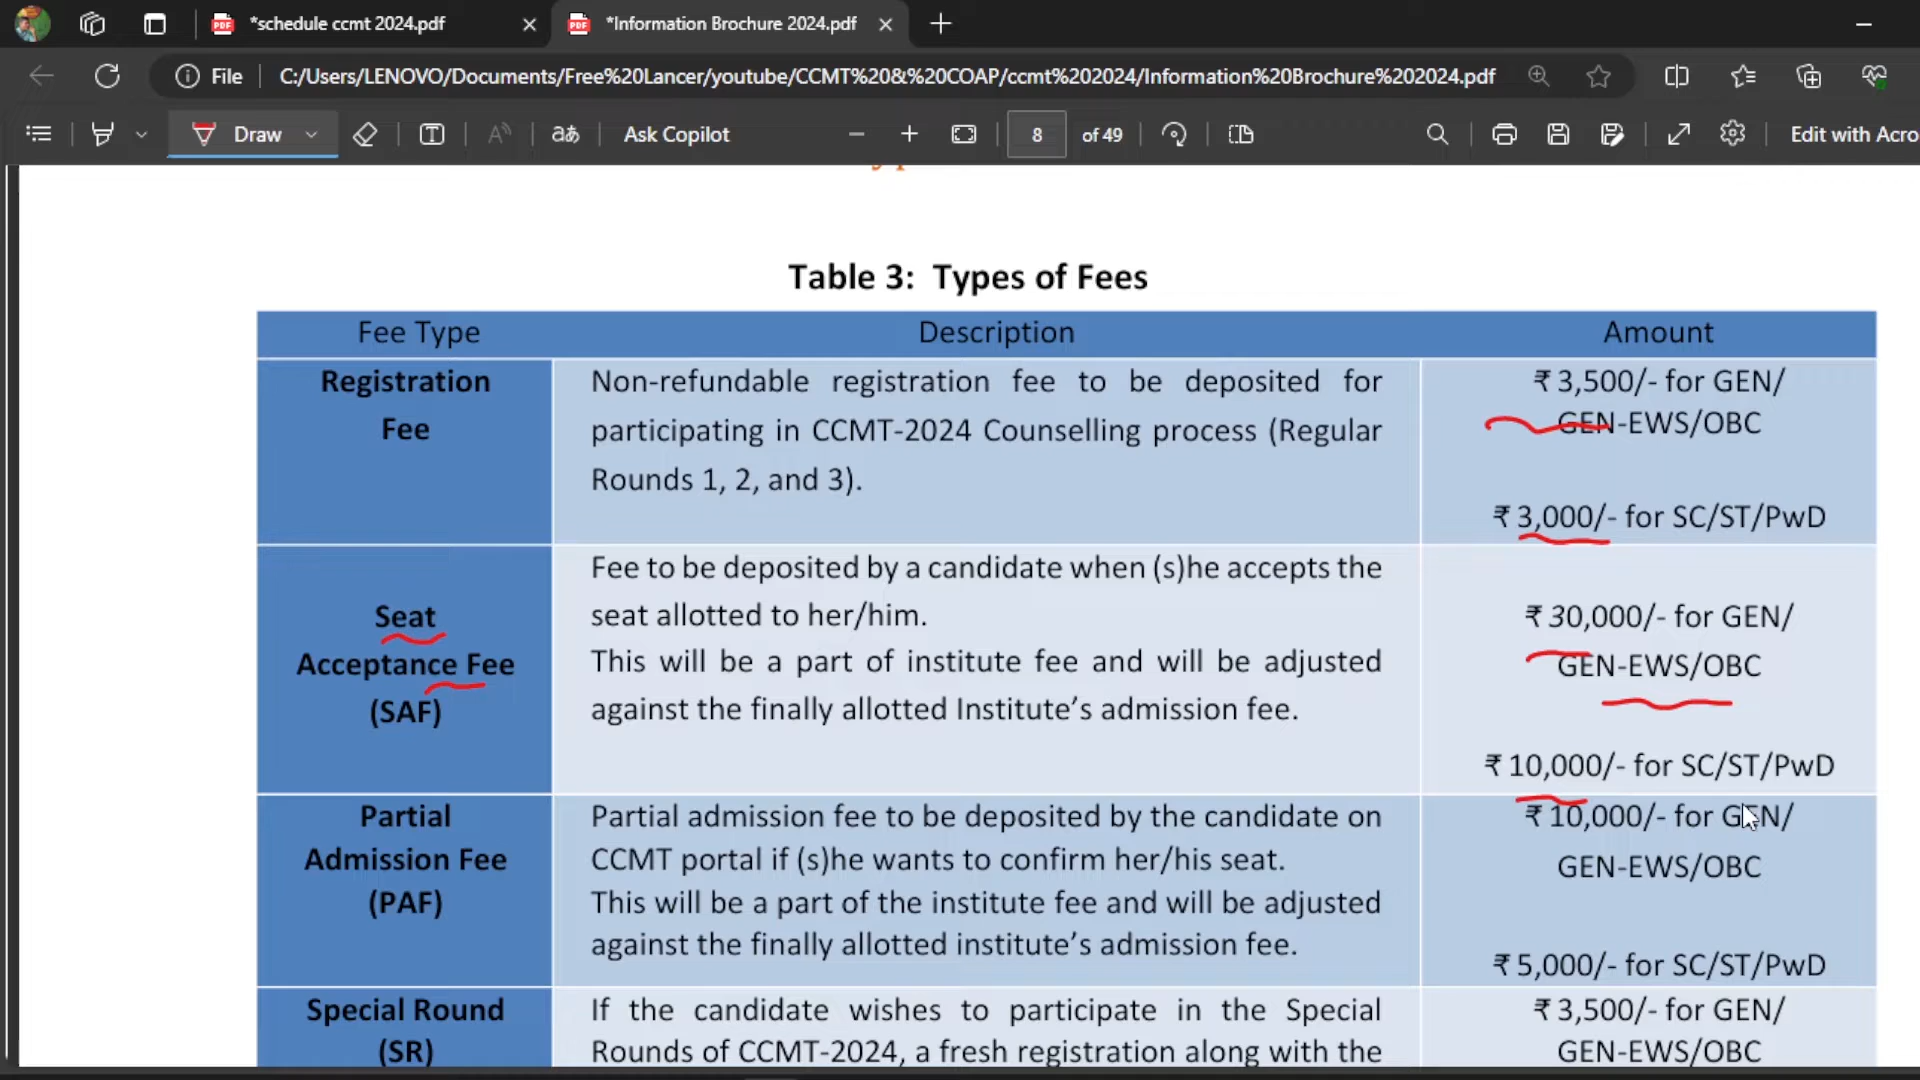 *schedule ccmt 2024.pdf
*Information Brochure 2024.pdf
File
C:/Users/LENOVO/Documents/Free%20Lancer/youtube/CCMT%20&%20COAP/ccmt%202024/Information%20Brochure%202024.pdf
Draw
Ask Copilot
8 of 49
Edit with Acro
Table 3: Types of Fees
Fee Type
Description
Amount
Registration
Fee
Non-refundable registration fee to be deposited for
participating in CCMT-2024 Counselling process (Regular
Rounds 1, 2, and 3).
₹ 3,500/- for GEN/
GEN-EWS/OBC
₹ 3,000/- for SC/ST/PwD
Seat
Acceptance Fee
(SAF)
Fee to be deposited by a candidate when (s)he accepts the
seat allotted to her/him.
This will be a part of institute fee and will be adjusted
against the finally allotted Institute’s admission fee.
₹ 30,000/- for GEN/
GEN-EWS/OBC
₹ 10,000/- for SC/ST/PwD
Partial
Admission Fee
(PAF)
Partial admission fee to be deposited by the candidate on
CCMT portal if (s)he wants to confirm her/his seat.
This will be a part of the institute fee and will be adjusted
against the finally allotted institute’s admission fee.
₹ 10,000/- for GEN/
GEN-EWS/OBC
₹ 5,000/- for SC/ST/PwD
Special Round
(SR)
If the candidate wishes to participate in the Special
Rounds of CCMT-2024, a fresh registration along with the
₹ 3,500/- for GEN/
GEN-EWS/OBC